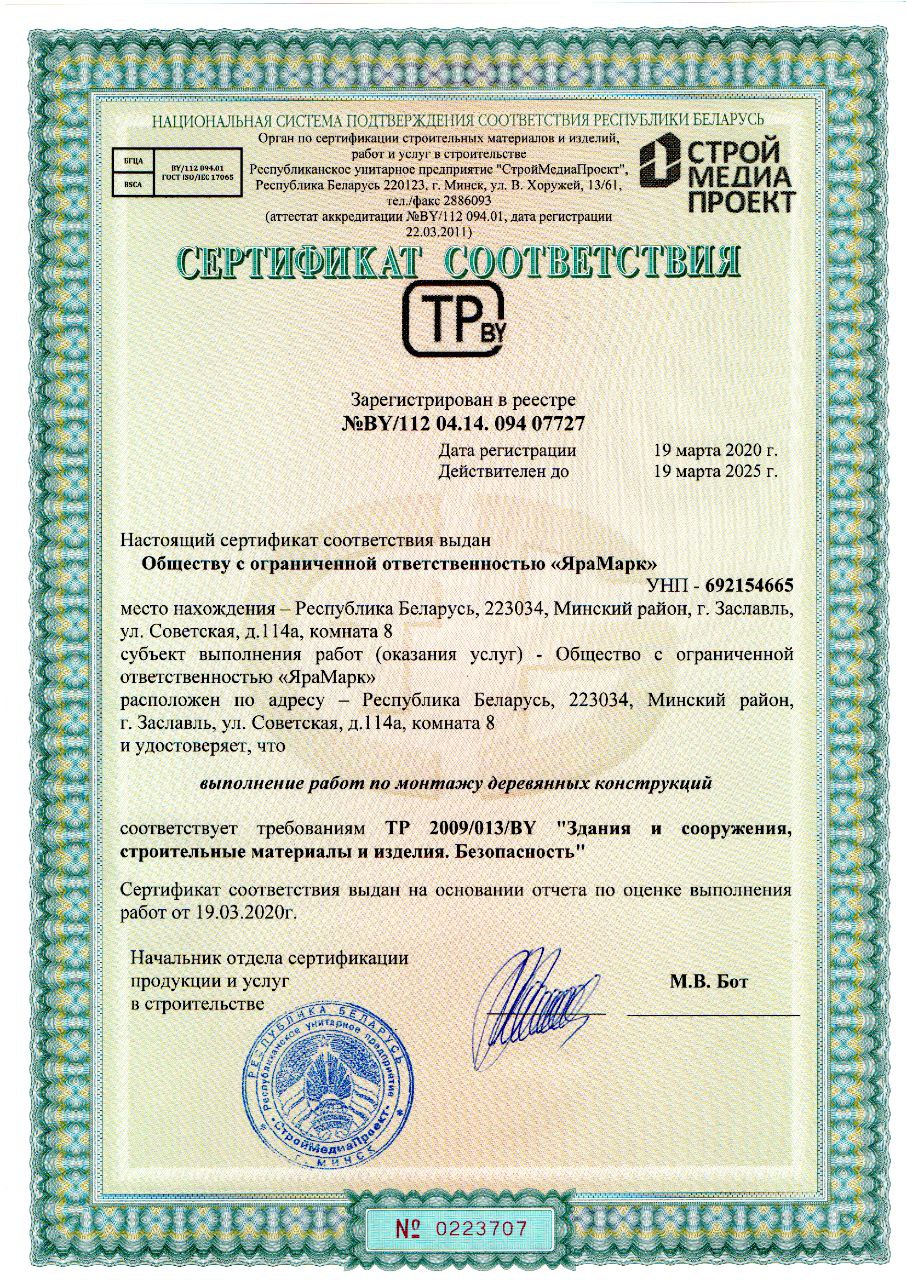 НАЦИОНАЛЬНАЯ СИСТЕМА ПОДТВЕРЖДЕНИЯ СООТВЕТСТВИЯ РЕСПУБЛИКИ БЕЛАРУСЬ
Орган по сертификации строительных материалов и изделий,
работ и услуг в строительстве
Республиканское унитарное предприятие "СтройМедиаПроект",
Республика Беларусь 220123, г. Минск, ул. В. Хоружей, 13/61,
тел./факс 2886093
(аттестат аккредитации №BY/112 094.01, дата регистрации
22.03.2011)
БГЦА
BSCA
BY/112 094.01
ГОСТ ISO/IEC 17065
СТРОЙ
МЕДИА
ПРОЕКТ
СЕРТИФИКАТ СООТВЕТСТВИЯ
ТР BY
Зарегистрирован в реестре
№BY/112 04.14. 094 07727
Дата регистрации 19 марта 2020 г.
Действителен до 19 марта 2025 г.
Настоящий сертификат соответствия выдан
Обществу с ограниченной ответственностью «ЯраМарк»
УНП - 692154665
место нахождения – Республика Беларусь, 223034, Минский район, г. Заславль,
ул. Советская, д.114а, комната 8
субъект выполнения работ (оказания услуг) - Общество с ограниченной
ответственностью «ЯраМарк»
расположен по адресу – Республика Беларусь, 223034, Минский район,
г. Заславль, ул. Советская, д.114а, комната 8
и удостоверяет, что
выполнение работ по монтажу деревянных конструкций
соответствует требованиям ТР 2009/013/BY "Здания и сооружения,
строительные материалы и изделия. Безопасность"
Сертификат соответствия выдан на основании отчета по оценке выполнения
работ от 19.03.2020г.
Начальник отдела сертификации
продукции и услуг
в строительстве
М.В. Бот
РЕСПУБЛИКА БЕЛАРУСЬ
Республиканское унитарное предприятие
«СтройМедиаПроект»
Г. МИНСК
№ 0223707